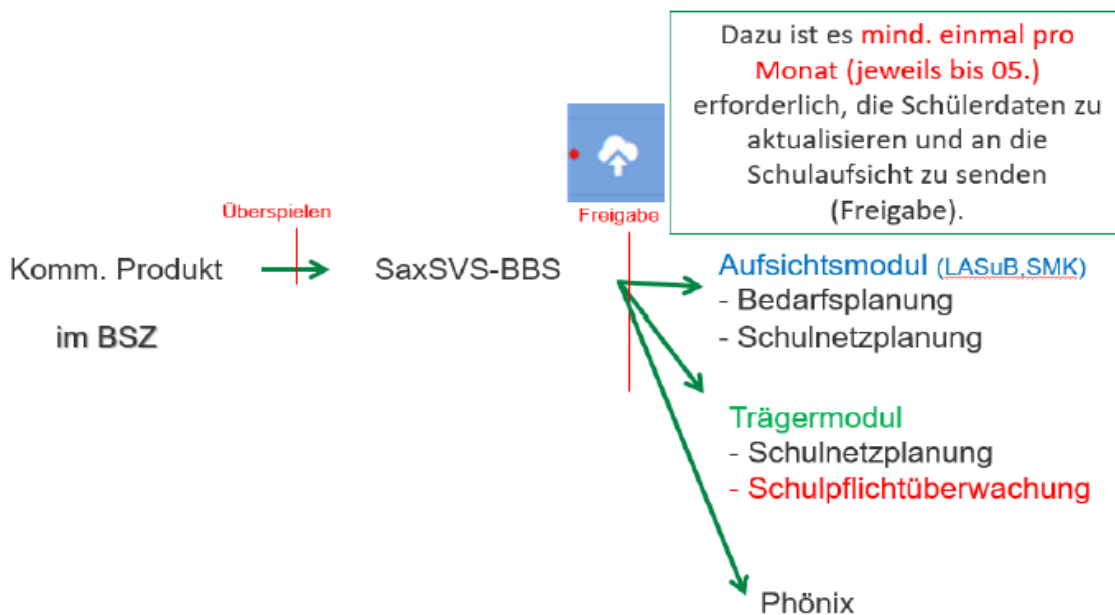 Dazu ist es mind. einmal pro
Monat (jeweils bis 05.)
erforderlich, die Schülerdaten zu
aktualisieren und an die
Schulaufsicht zu senden
(Freigabe).
Überspielen
Freigabe
Komm. Produkt
im BSZ
SaxSVS-BBS
Aufsichtsmodul (LASuB,SMK)
- Bedarfsplanung
- Schulnetzplanung
Trägermodul
- Schulnetzplanung
- Schulpflichtüberwachung
Phönix